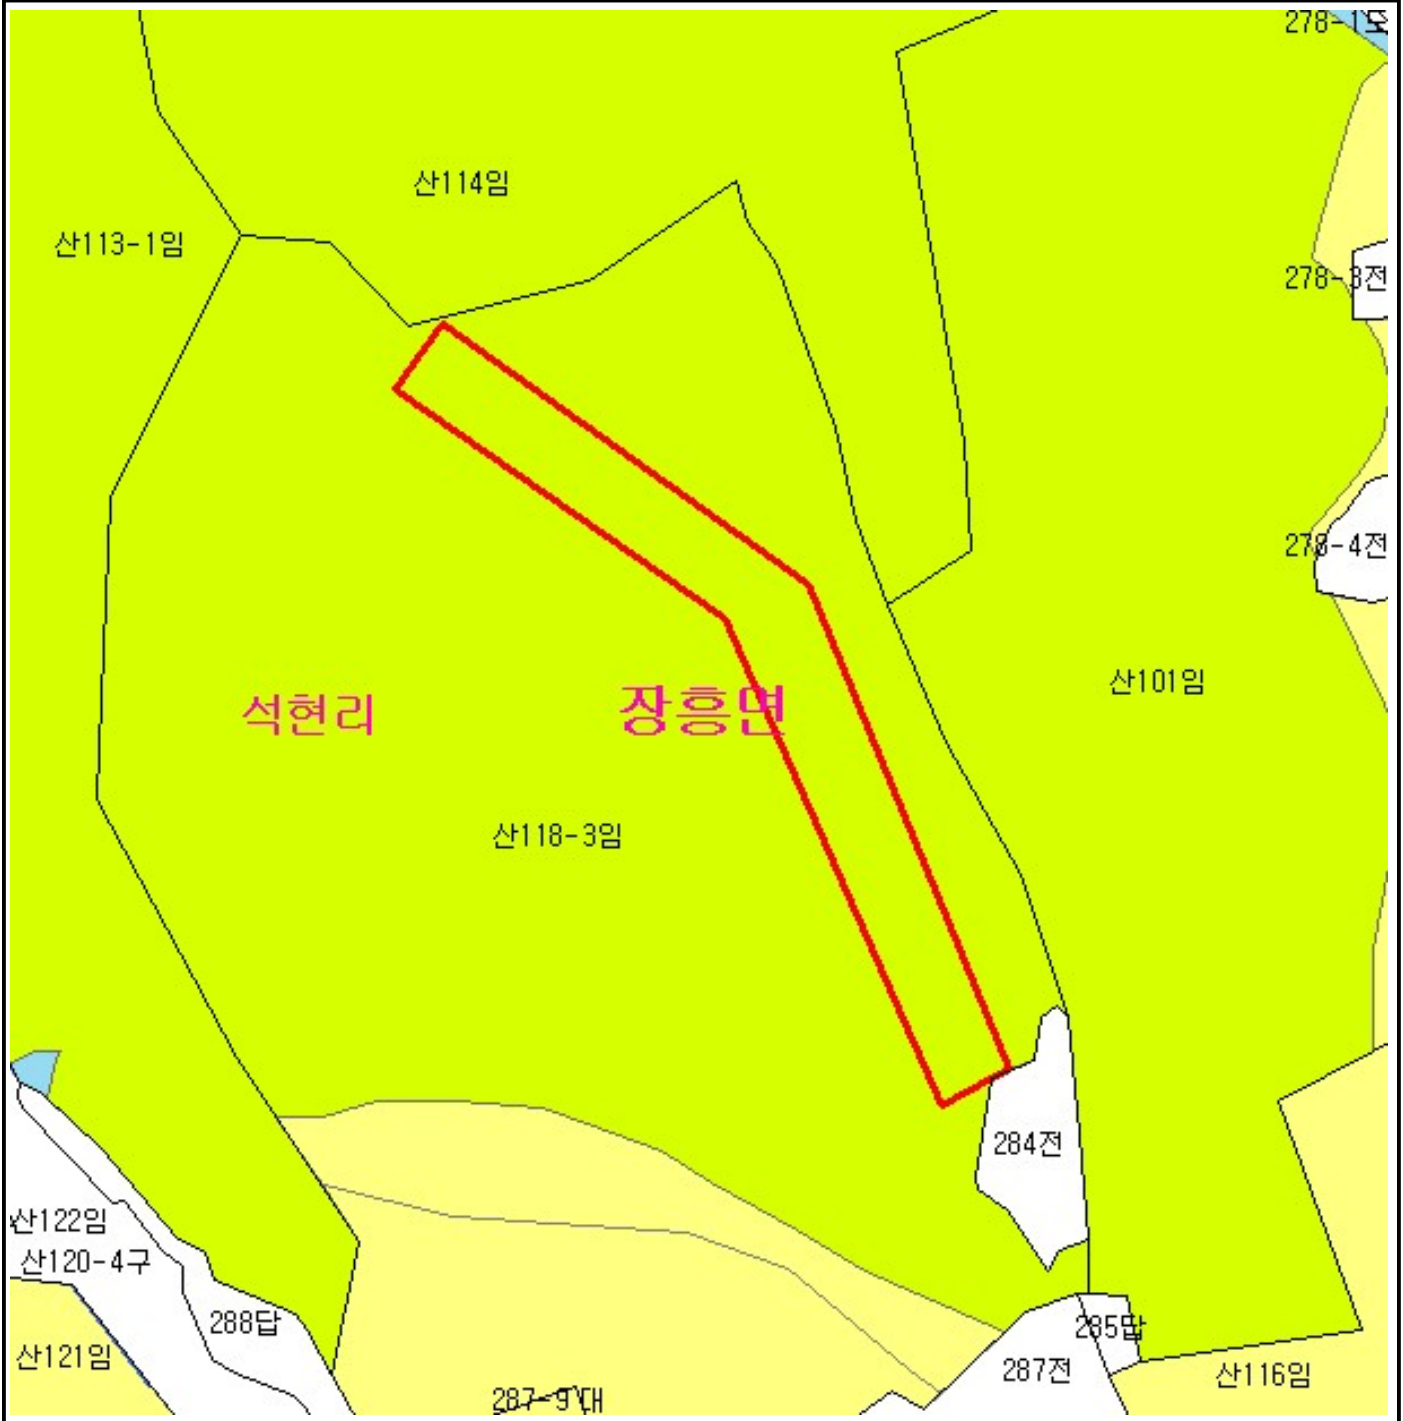 278-1도
산114임
산113-1임
278-3전
278-4전
산101임
석현리
장흥면
산118-3임
284전
산122임
산120-4구
288답
285답
산121임
287전
산116임
287-9대